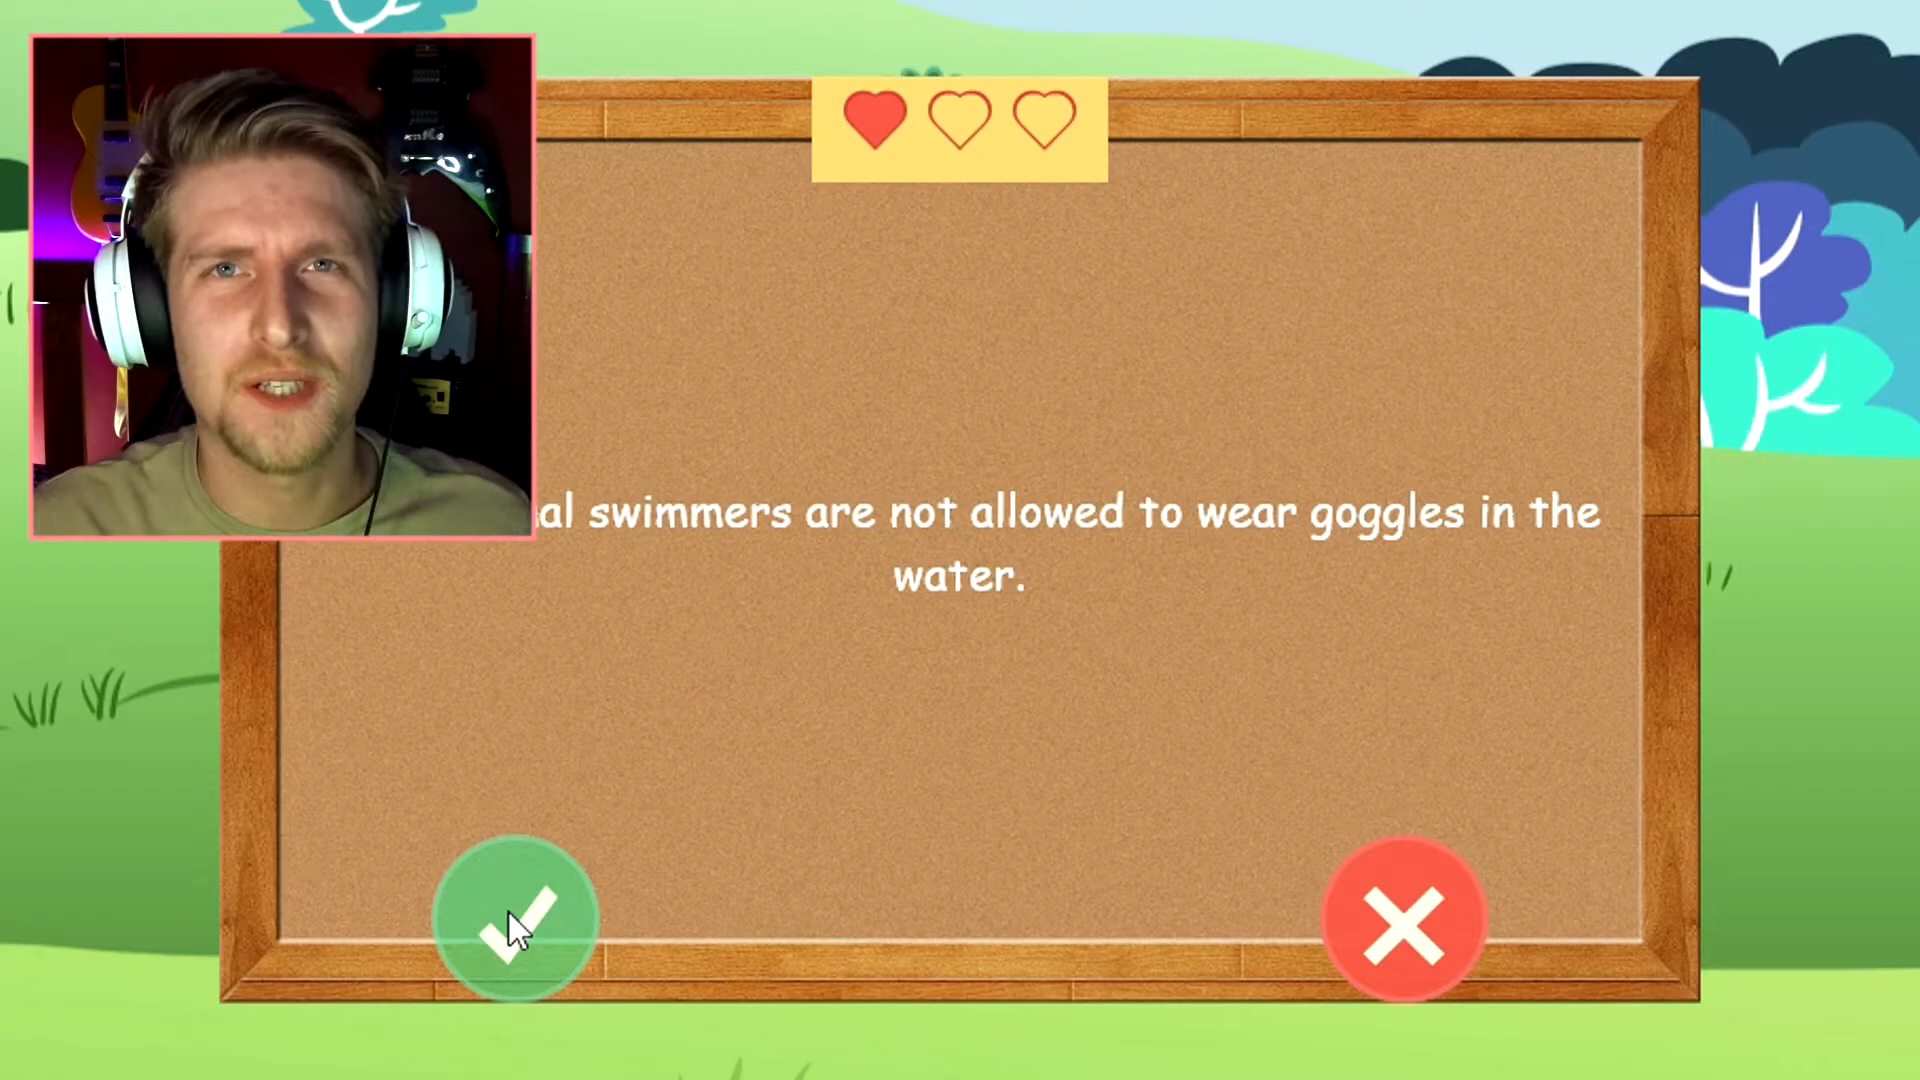 al swimmers are not allowed to wear goggles in the
water.